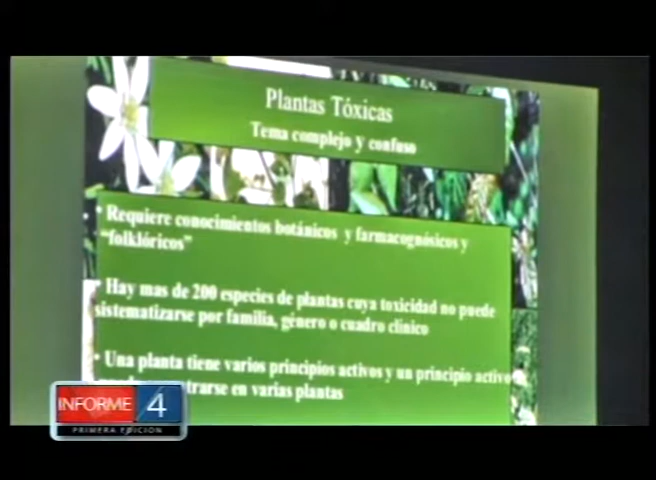 Plantas Tóxicas
Tema complejo y confuso
• Requiere conocimientos botánicos y farmacognósicos y
"folklóricos"
• Hay mas de 200 especies de plantas cuya toxicidad no puede
sistematizarse por familia, género o cuadro clínico
• Una planta tiene varios principios activos y un principio activo
en varias plantas
INFORME 4
PRIMERA EDICIÓN